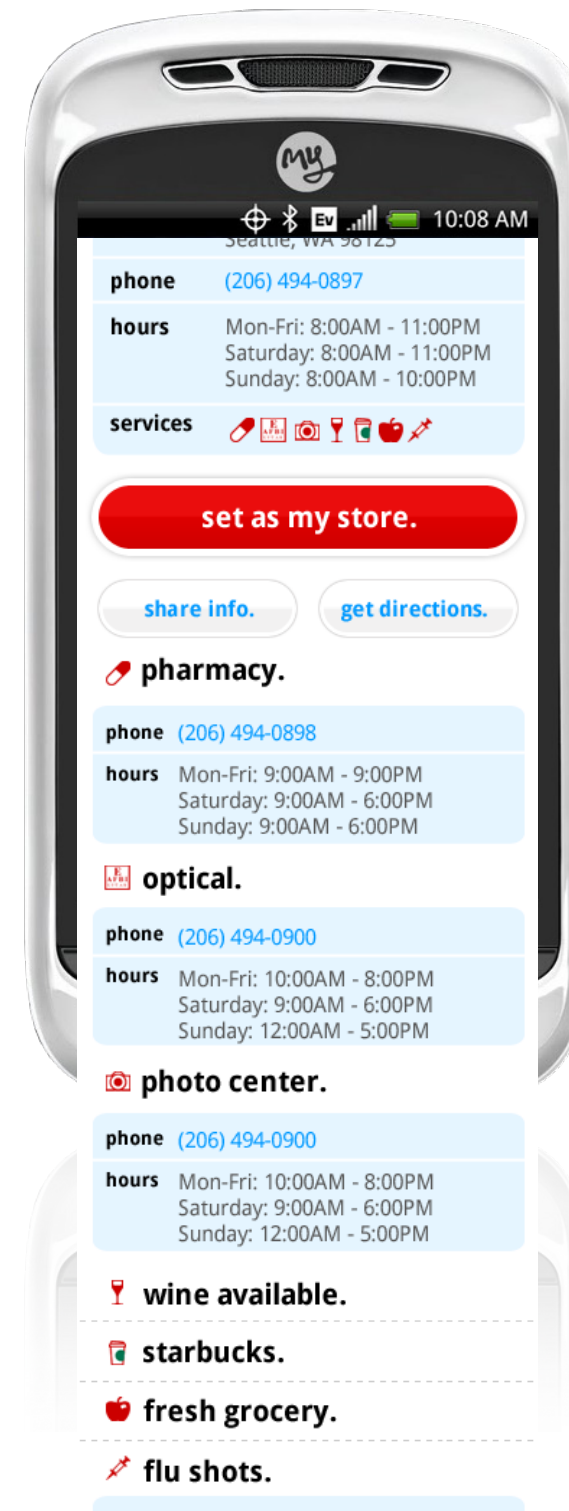 my
Ev 10:08 AM
Seattle, WA 98125
phone (206) 494-0897
hours Mon-Fri: 8:00AM - 11:00PM
Saturday: 8:00AM - 11:00PM
Sunday: 8:00AM - 10:00PM
services
set as my store.
share info. get directions.
pharmacy.
phone (206) 494-0898
hours Mon-Fri: 9:00AM - 9:00PM
Saturday: 9:00AM - 6:00PM
Sunday: 9:00AM - 6:00PM
optical.
phone (206) 494-0900
hours Mon-Fri: 10:00AM - 8:00PM
Saturday: 9:00AM - 6:00PM
Sunday: 12:00AM - 5:00PM
photo center.
phone (206) 494-0900
hours Mon-Fri: 10:00AM - 8:00PM
Saturday: 9:00AM - 6:00PM
Sunday: 12:00AM - 5:00PM
wine available.
starbucks.
fresh grocery.
flu shots.